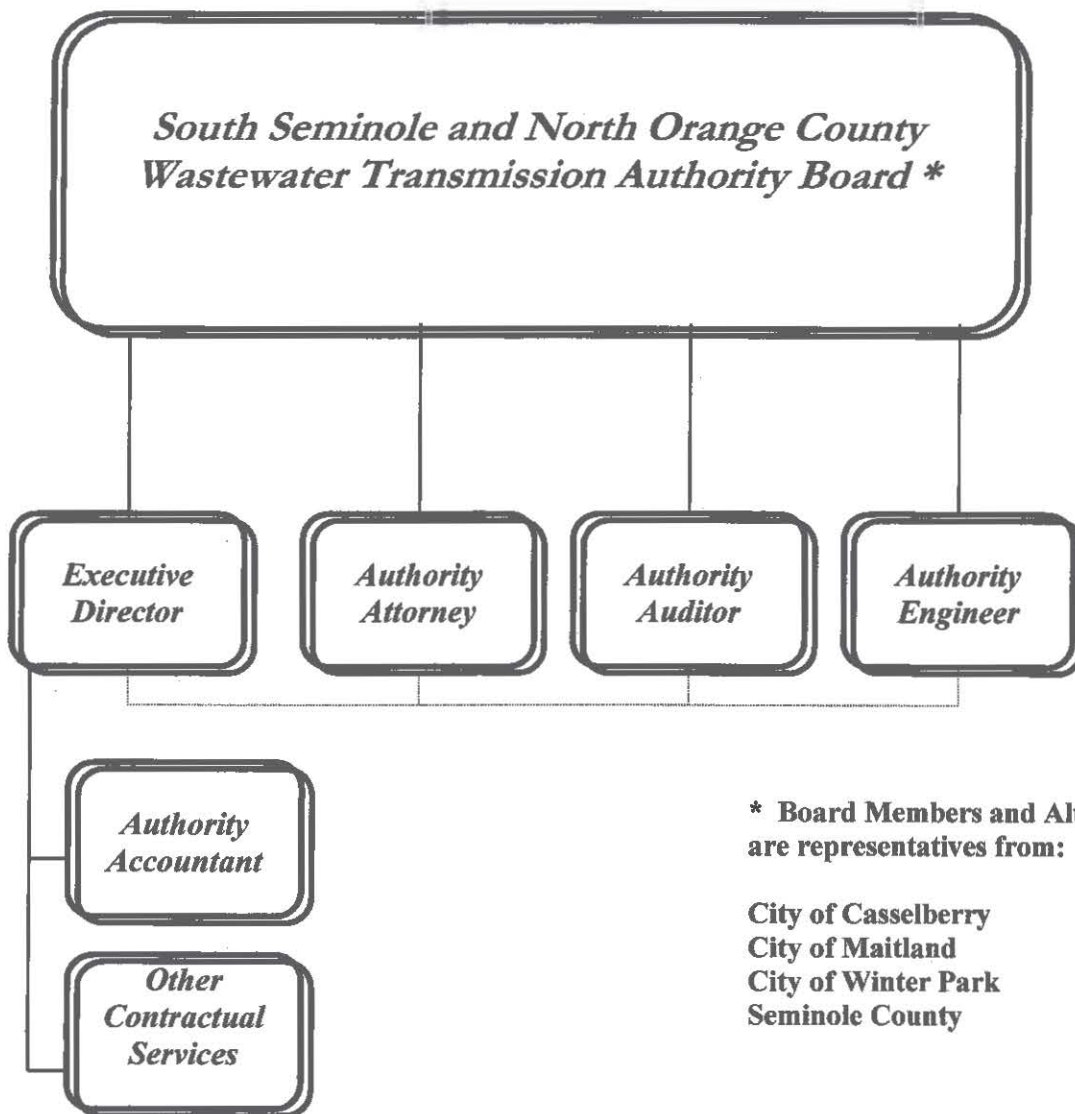 South Seminole and North Orange County
Wastewater Transmission Authority Board *
Executive
Director
Authority
Attorney
Authority
Auditor
Authority
Engineer
Authority
Accountant
Other
Contractual
Services
* Board Members and
are representatives from:
City of Casselberry
City of Maitland
City of Winter Park
Seminole County